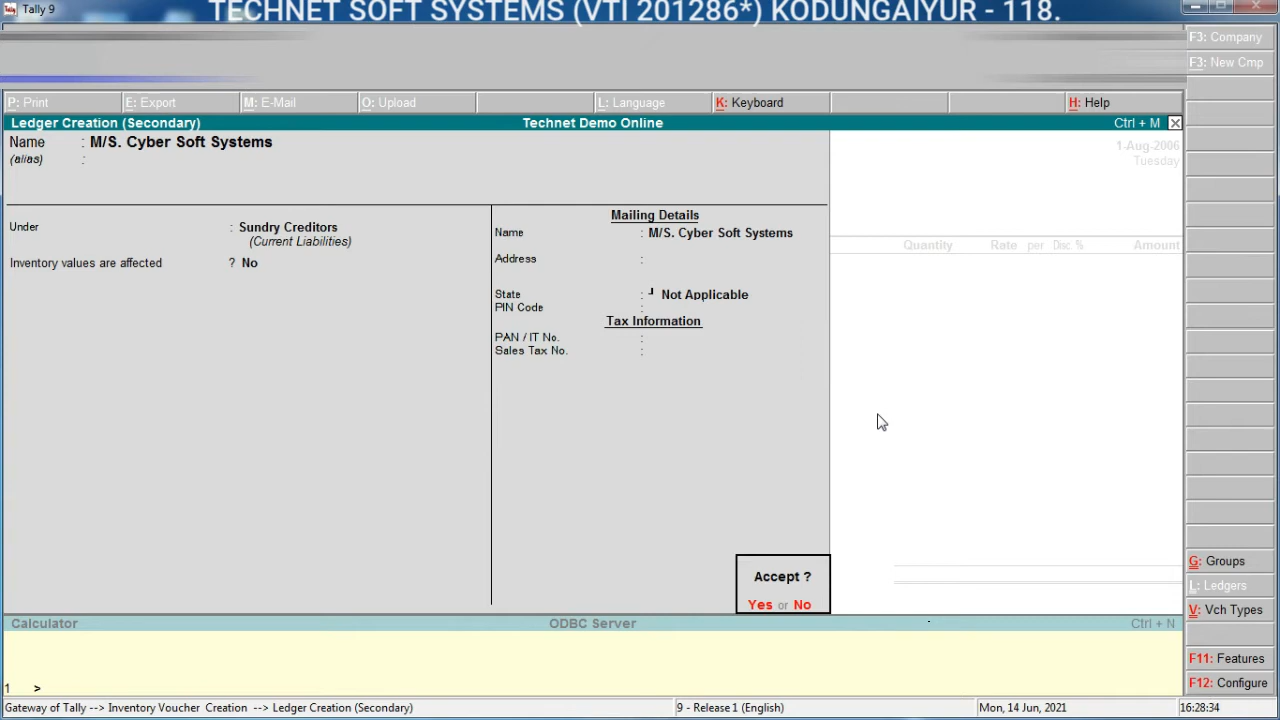 Tally 9
TECHNET SOFT SYSTEMS (VTI 201286*) KODUNGAIYUR - 118.
F3: Company
F3: New Cmp
P: Print E: Export M: E-Mail O: Upload L: Language K: Keyboard H: Help
Ledger Creation (Secondary) Technet Demo Online Ctrl + M
Name : M/S. Cyber Soft Systems
(alias) :
1-Aug-2006
Tuesday
Under : Sundry Creditors
(Current Liabilities)
Inventory values are affected ? No
Mailing Details
Name : M/S. Cyber Soft Systems
Address :
State : Not Applicable
PIN Code :
Tax Information
PAN / IT No. :
Sales Tax No. :
Quantity Rate per Disc. % Amount
Accept ?
Yes or No
G: Groups
L: Ledgers
V: Vch Types
F11: Features
F12: Configure
Calculator ODBC Server Ctrl + N
1 >
Gateway of Tally --> Inventory Voucher Creation --> Ledger Creation (Secondary) 9 - Release 1 (English) Mon, 14 Jun, 2021 16:28:34